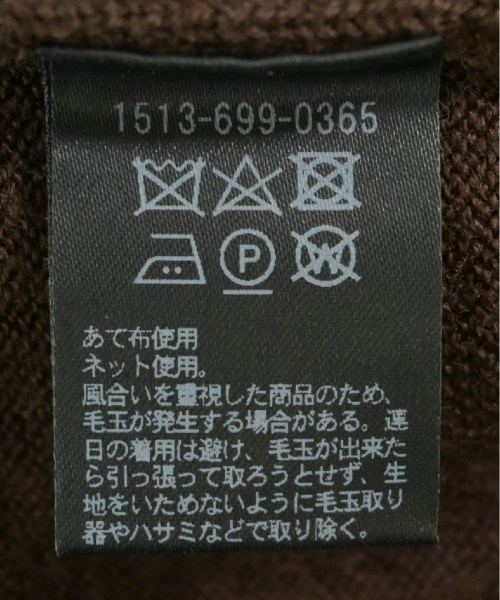 1513-699-0365
あて布使用
ネット使用。
風合いを重視した商品のため、
毛玉が発生する場合がある。連
日の着用は避け、毛玉が出来た
ら引っ張って取ろうとせず、生
地をいためないように毛玉取り
器やハサミなどで取り除く。